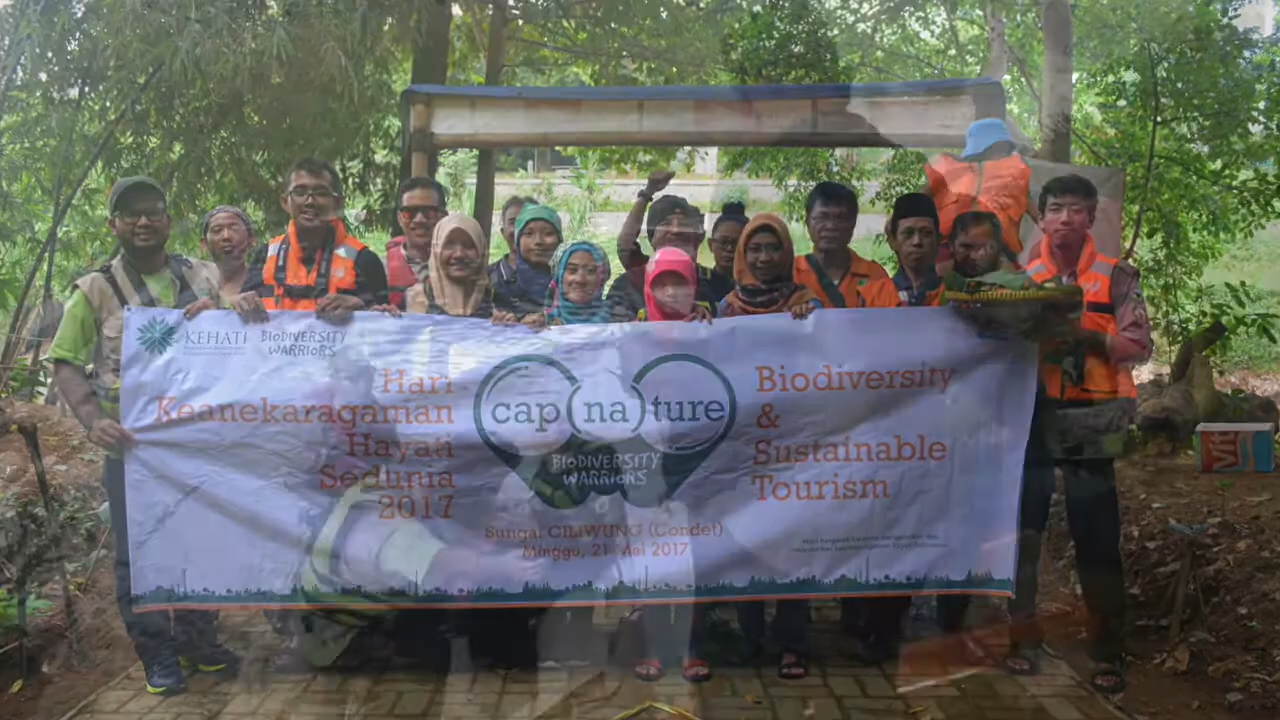 KEHATI
BIODIVERSITY
WARRIORS
Hari
Keanekaragaman
Hayati
Sedunia
2017
cap(na)ture
BIODIVERSITY
WARRIORS
Sungai CILIWUNG (Condet)
Minggu, 21 Mei 2017
Biodiversity
&
Sustainable
Tourism